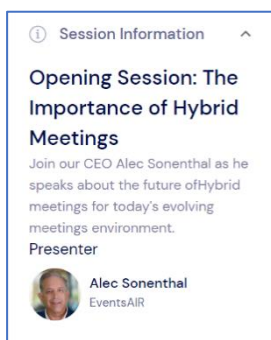 Session Information
Opening Session: The
Importance of Hybrid
Meetings
Join our CEO Alec Sonenthal as he
speaks about the future ofHybrid
meetings for today's evolving
meetings environment.
Presenter
Alec Sonenthal
EventsAIR